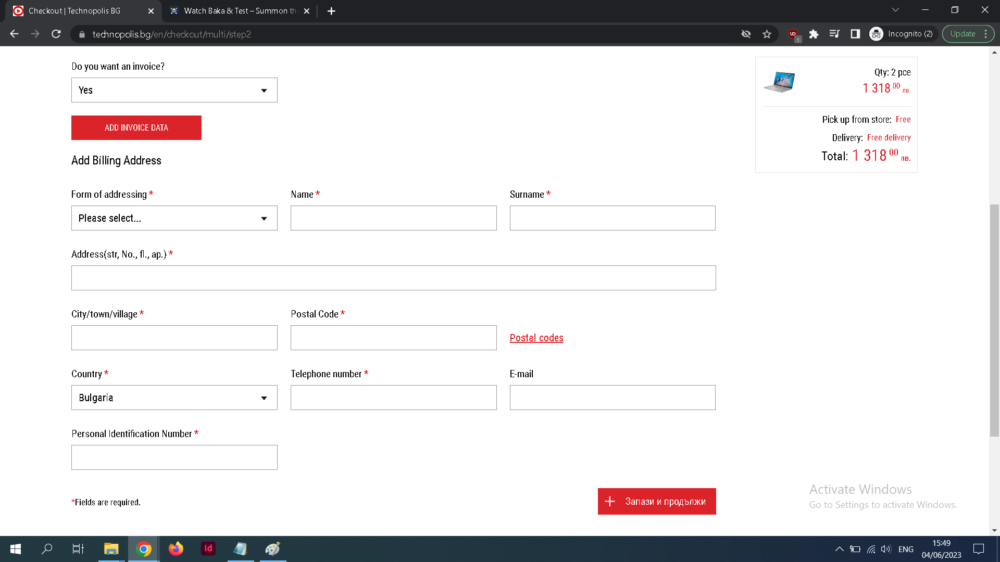 Checkout | Technopolis BG
Watch Baka & Test – Summon th
technopolis.bg/en/checkout/multi/step2
1
Incognito (2)
Update
Do you want an invoice?
Yes
ADD INVOICE DATA
Qty: 2 pce
1 318 00 лв.
Pick up from store: Free
Delivery: Free delivery
Total: 1 318 00 лв.
Add Billing Address
Form of addressing *
Name *
Surname *
Please select...
Address(str, No., fl., ap.) *
City/town/village *
Postal Code *
Postal codes
Country *
Telephone number *
E-mail
Bulgaria
Personal Identification Number *
*Fields are required.
Запази и продължи
Activate Windows
Go to Settings to activate Windows.
Id
ENG
15:49
04/06/2023